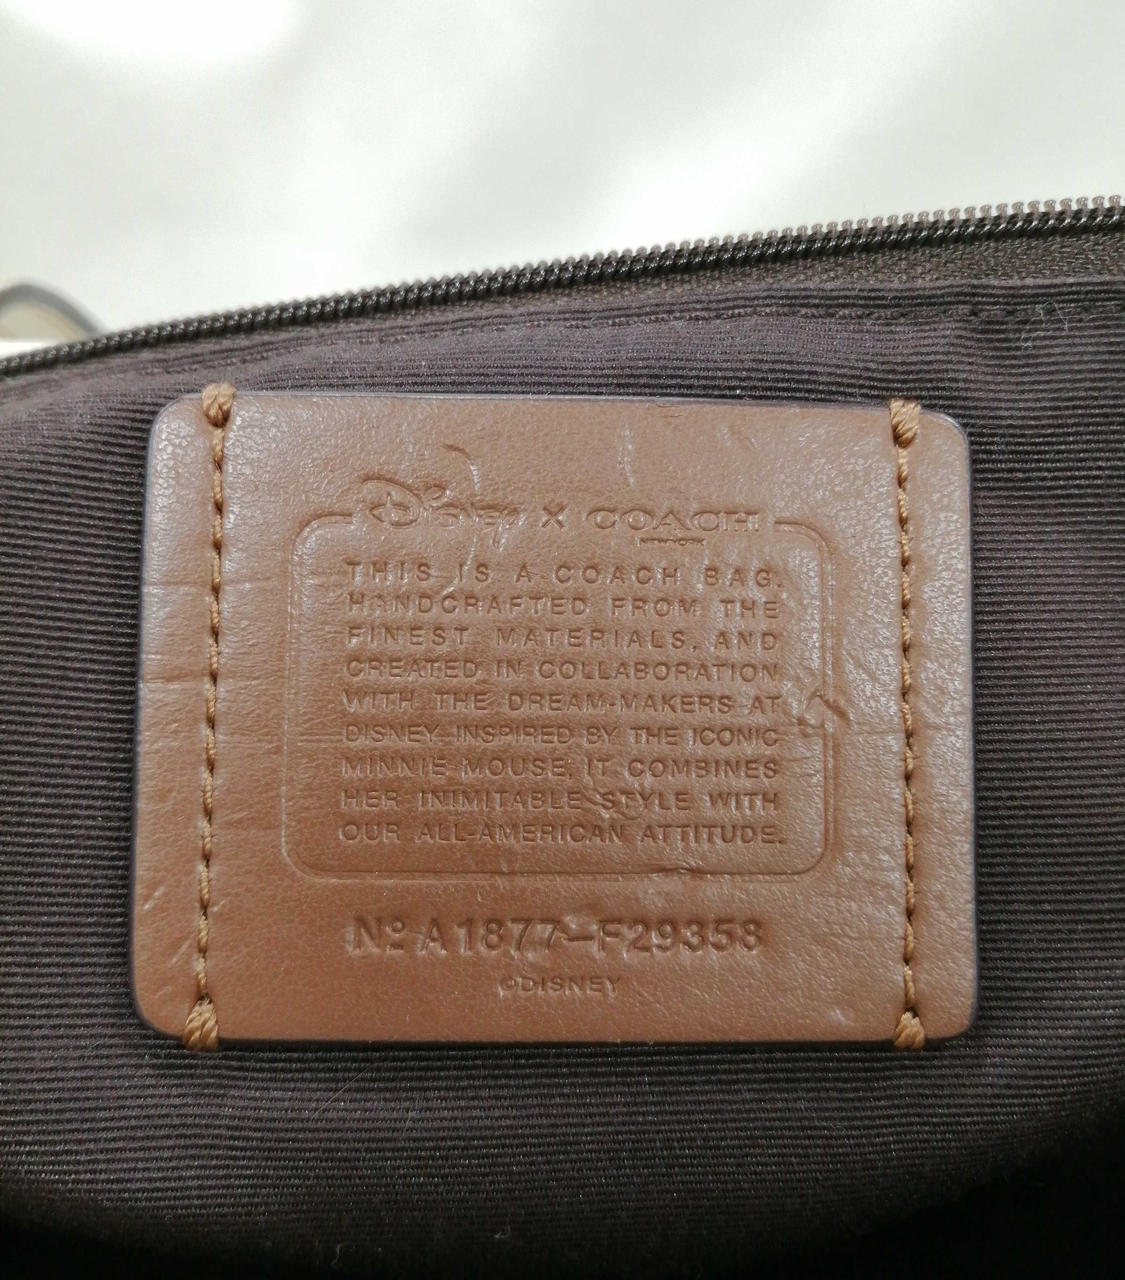 Disney X COACH
NEW YORK
THIS IS A COACH BAG.
HANDCRAFTED FROM THE
FINEST MATERIALS, AND
CREATED IN COLLABORATION
WITH THE DREAM-MAKERS AT
DISNEY. INSPIRED BY THE ICONIC
MINNIE MOUSE, IT COMBINES
HER INIMITABLE STYLE WITH
OUR ALL-AMERICAN ATTITUDE.
Nº A1877-F29358
©DISNEY